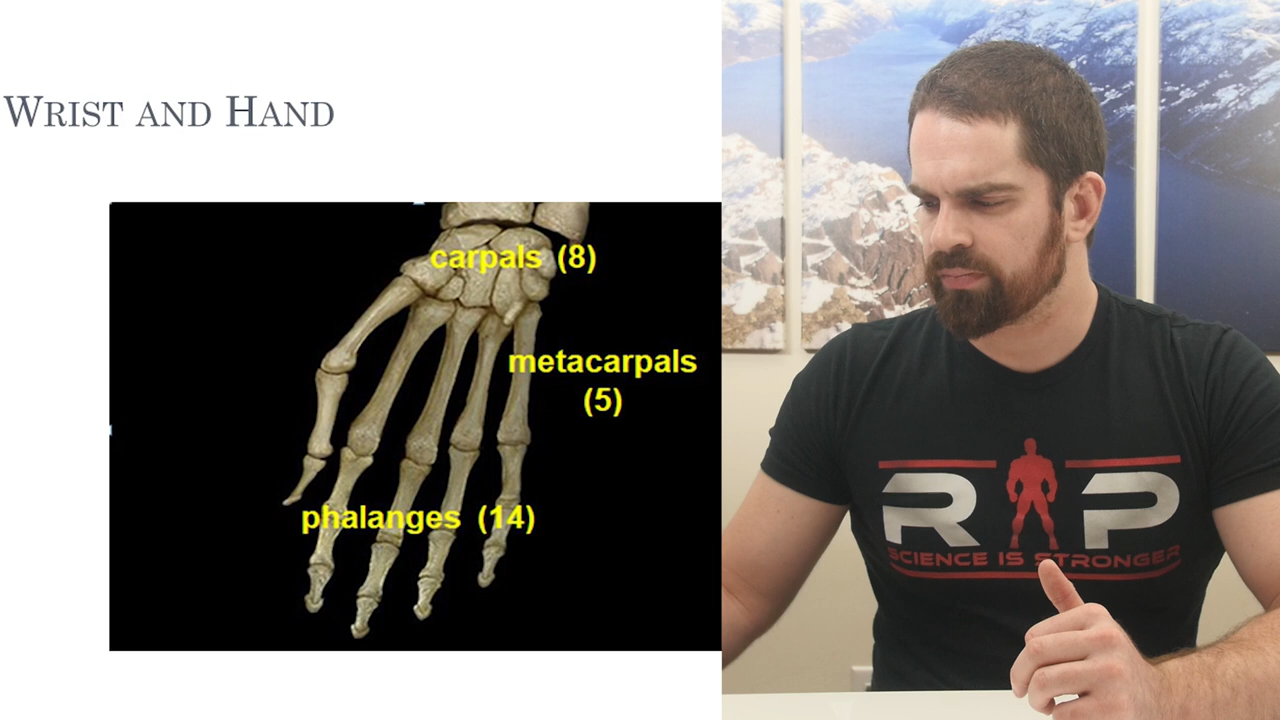 WRIST AND HAND
carpals (8)
metacarpals
(5)
phalanges (14)
RP
SCIENCE IS STRONGER